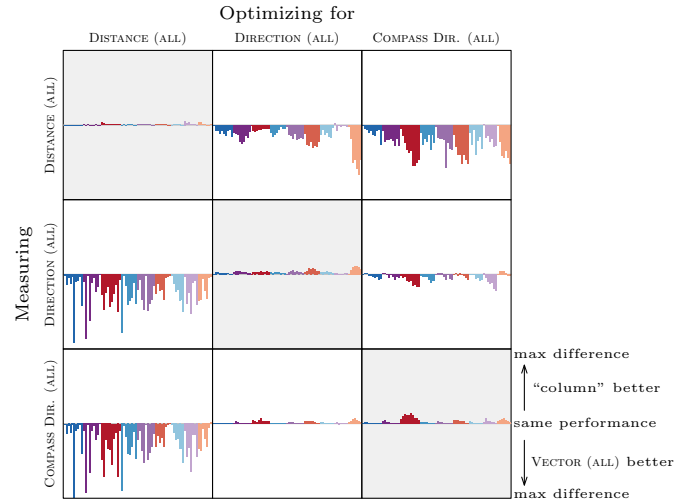 Optimizing for
DISTANCE (ALL) DIRECTION (ALL) COMPASS DIR. (ALL)
Measuring
DISTANCE (ALL)
DIRECTION (ALL)
COMPASS DIR. (ALL)
max difference
“column” better
same performance
VECTOR (ALL) better
max difference